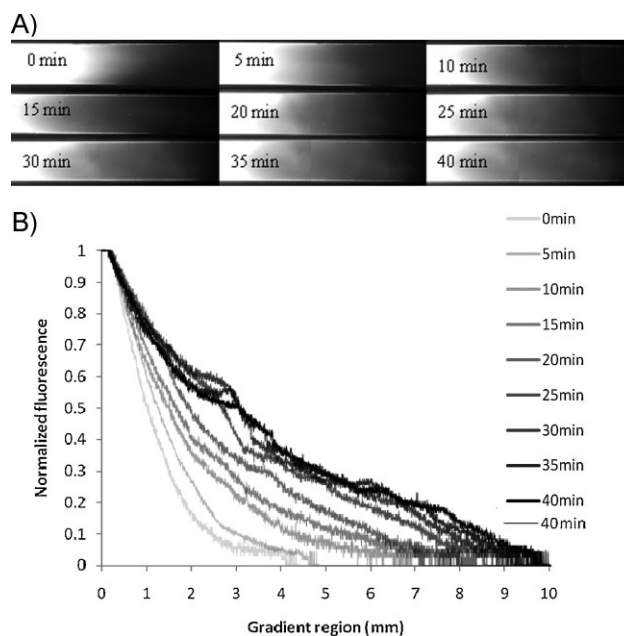 A)
0 min
5 min
10 min
15 min
20 min
25 min
30 min
35 min
40 min
B)
Normalized fluorescence
1
0.9
0.8
0.7
0.6
0.5
0.4
0.3
0.2
0.1
0
0 1 2 3 4 5 6 7 8 9 10
Gradient region (mm)
0min
5min
10min
15min
20min
25min
30min
35min
40min
40min